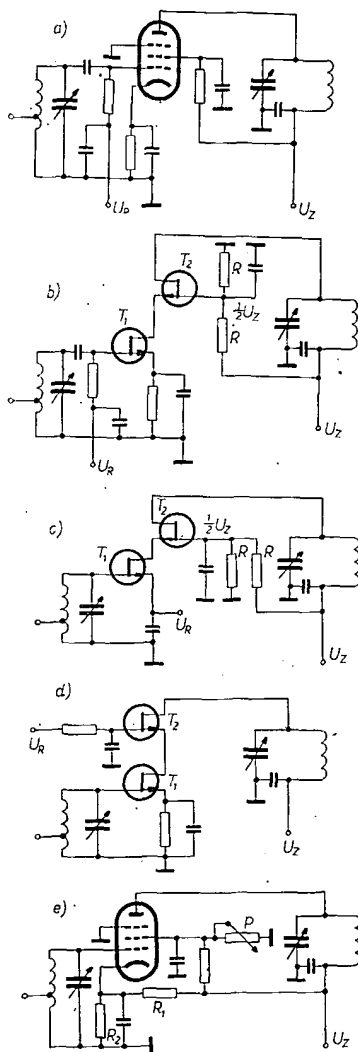 a)
U_R
U_Z
b)
T_2
R
½U_Z
T_1
R
U_R
U_Z
c)
T_2
½U_Z
T_1
R
R
U_R
U_Z
d)
T_2
U_R
T_1
U_Z
e)
P
R_1
R_2
U_Z